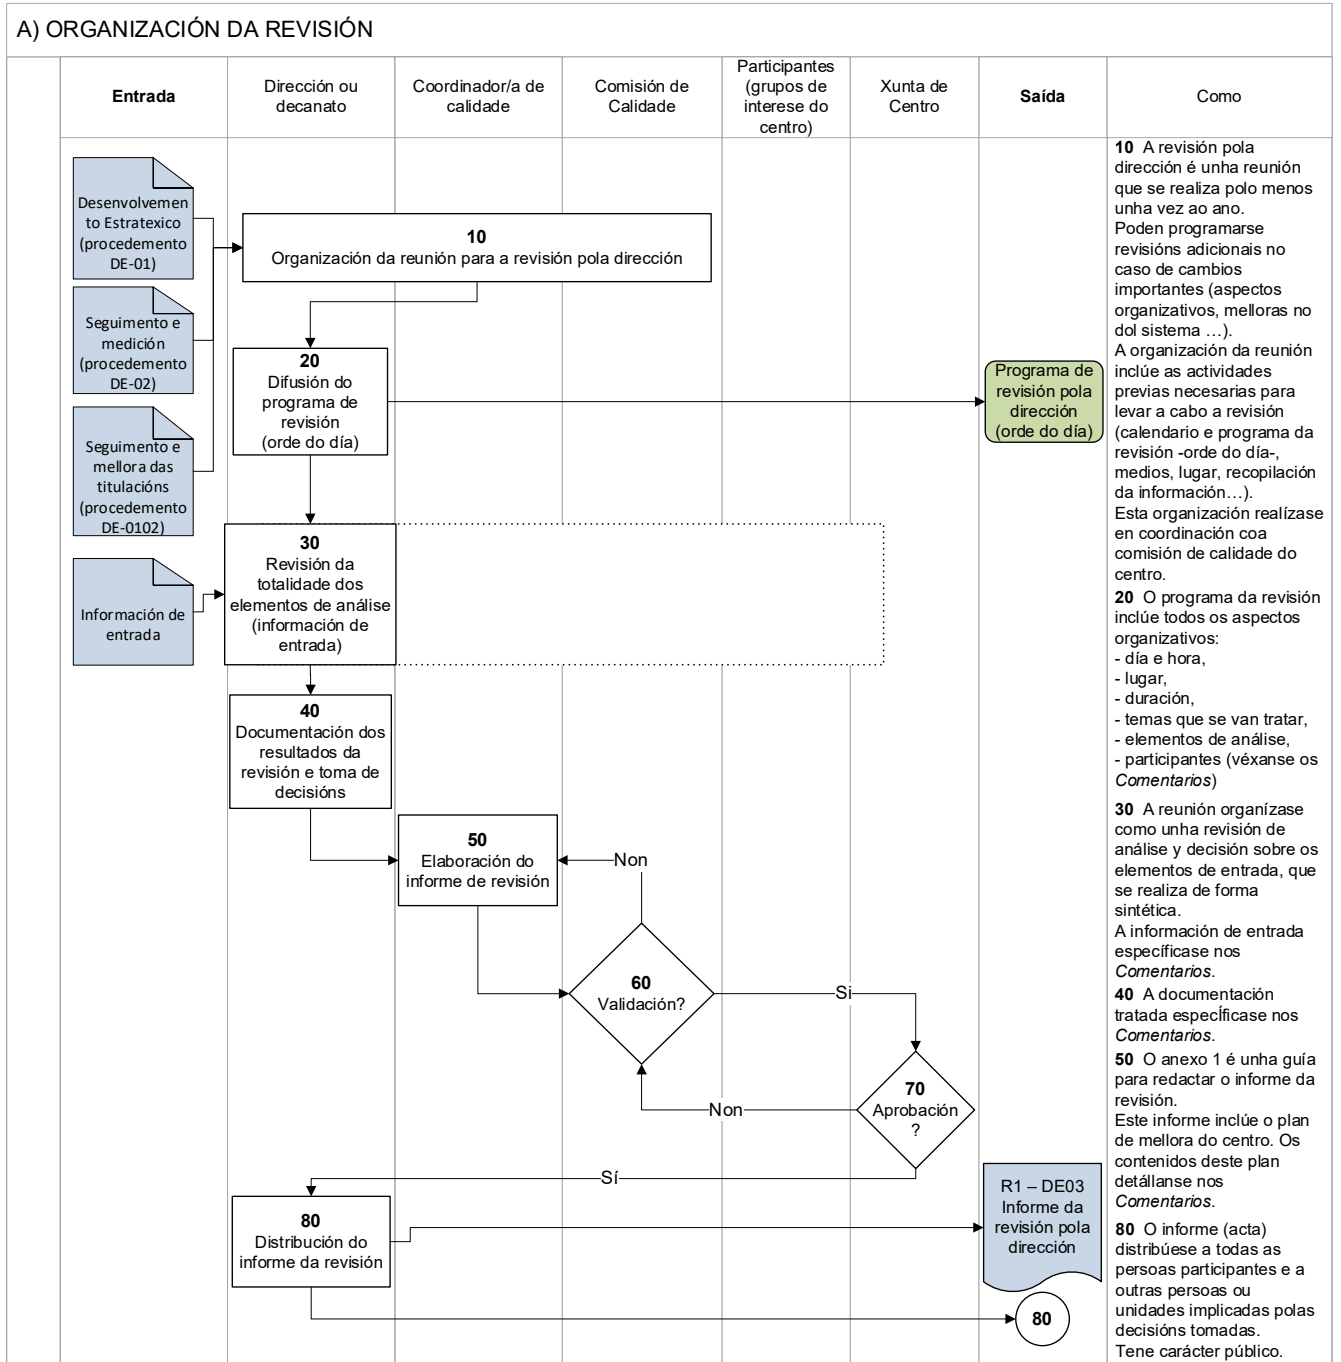 A) ORGANIZACIÓN DA REVISIÓN
Entrada
Dirección ou
decanato
Coordinador/a de
calidade
Comisión de
Calidade
Participantes
(grupos de
interese do
centro)
Xunta de
Centro
Saída
Como
Desenvolvemen
to Estratexico
(procedemento
DE-01)
Seguimento e
medición
(procedemento
DE-02)
Seguimento e
mellora das
titulacións
(procedemento
DE-0102)
Información de
entrada
10
Organización da reunión para a revisión pola dirección
20
Difusión do
programa de
revisión
(orde do día)
Programa de
revisión pola
dirección
(orde do día)
30
Revisión da
totalidade dos
elementos de análise
(información de
entrada)
40
Documentación dos
resultados da
revisión e toma de
decisións
50
Elaboración do
informe de revisión
Non
60
Validación?
Si
70
Aprobación
?
Non
Sí
80
Distribución do
informe da revisión
R1 – DE03
Informe da
revisión pola
dirección
80
10 A revisión pola
dirección é unha reunión
que se realiza polo menos
unha vez ao ano.
Poden programarse
revisións adicionais no
caso de cambios
importantes (aspectos
organizativos, melloras no
dol sistema …).
A organización da reunión
inclúe as actividades
previas necesarias para
levar a cabo a revisión
(calendario e programa da
revisión -orde do día-,
medios, lugar, recopilación
da información…).
Esta organización realízase
en coordinación coa
comisión de calidade do
centro.
20 O programa da revisión
inclúe todos os aspectos
organizativos:
- día e hora,
- lugar,
- duración,
- temas que se van tratar,
- elementos de análise,
- participantes (véxanse os
Comentarios)
30 A reunión organízase
como unha revisión de
análise y decisión sobre os
elementos de entrada, que
se realiza de forma
sintética.
A información de entrada
específicase nos
Comentarios.
40 A documentación
tratada especÍficase nos
Comentarios.
50 O anexo 1 é unha guía
para redactar o informe da
revisión.
Este informe inclúe o plan
de mellora do centro. Os
contenidos deste plan
detállanse nos
Comentarios.
80 O informe (acta)
distribúese a todas as
persoas participantes e a
outras persoas ou
unidades implicadas polas
decisións tomadas.
Tene carácter público.